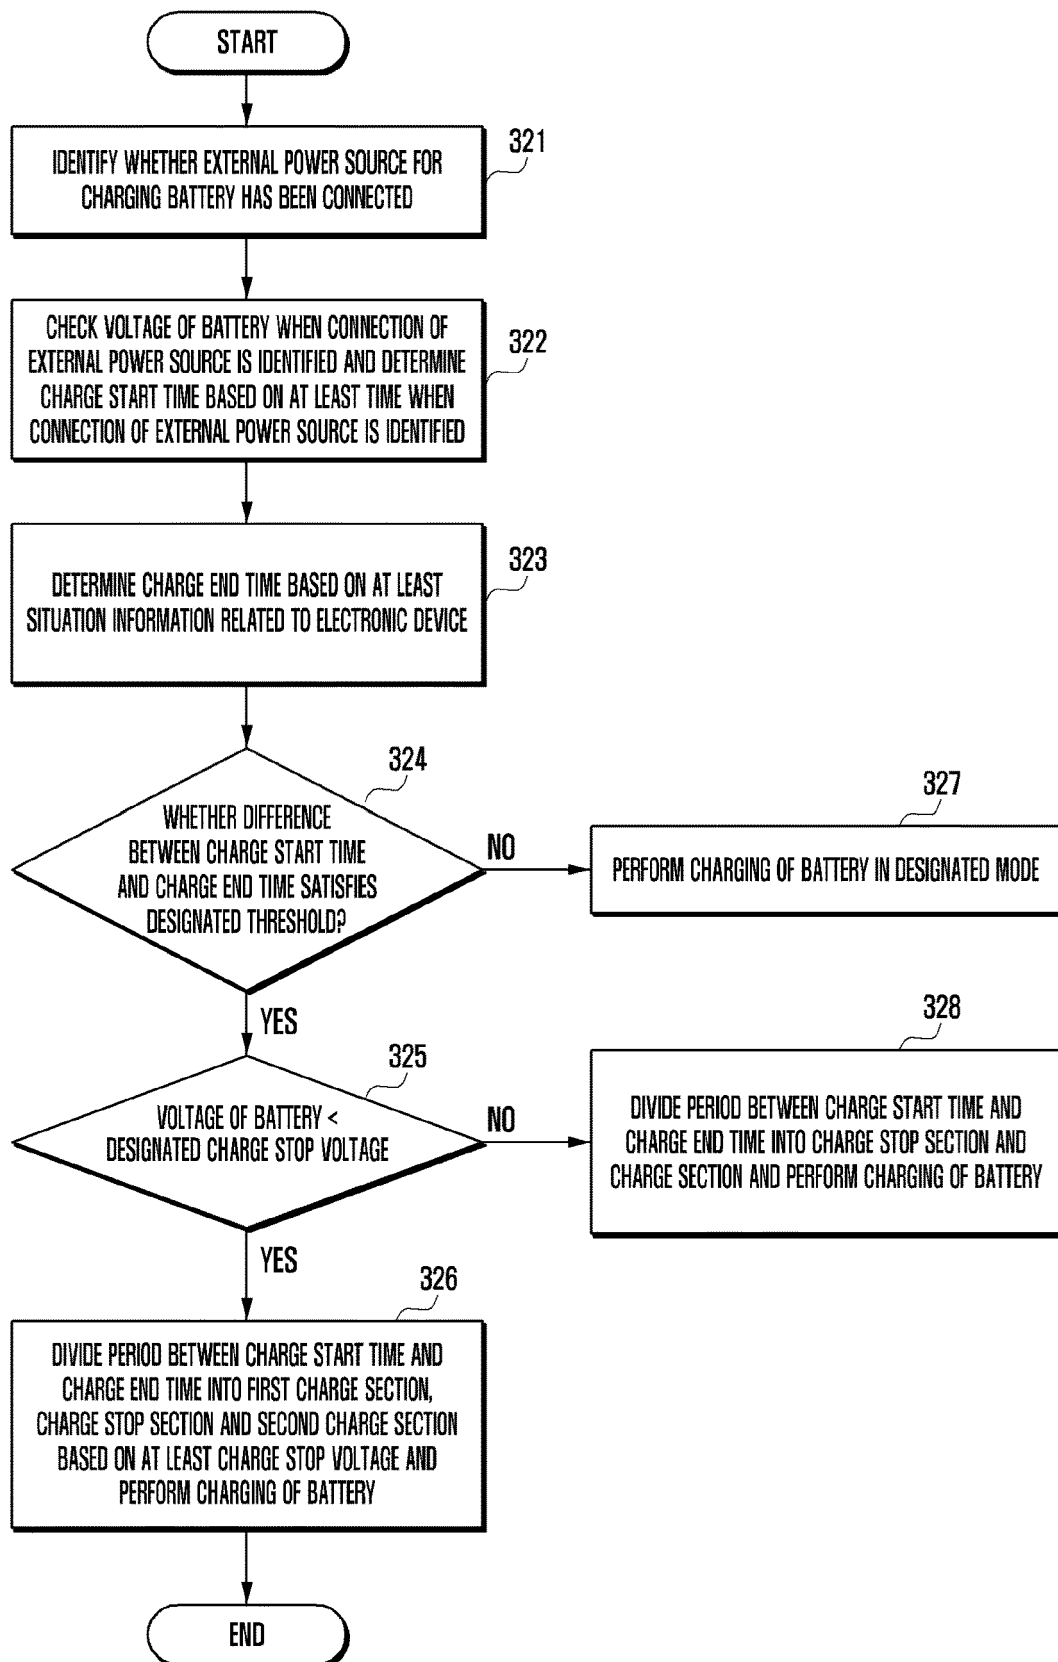 START
321
IDENTIFY WHETHER EXTERNAL POWER SOURCE FOR
CHARGING BATTERY HAS BEEN CONNECTED
322
CHECK VOLTAGE OF BATTERY WHEN CONNECTION OF
EXTERNAL POWER SOURCE IS IDENTIFIED AND DETERMINE
CHARGE START TIME BASED ON AT LEAST TIME WHEN
CONNECTION OF EXTERNAL POWER SOURCE IS IDENTIFIED
323
DETERMINE CHARGE END TIME BASED ON AT LEAST
SITUATION INFORMATION RELATED TO ELECTRONIC DEVICE
324
WHETHER DIFFERENCE
BETWEEN CHARGE START TIME
AND CHARGE END TIME SATISFIES
DESIGNATED THRESHOLD?
NO
327
PERFORM CHARGING OF BATTERY IN DESIGNATED MODE
YES
325
VOLTAGE OF BATTERY <
DESIGNATED CHARGE STOP VOLTAGE
NO
328
DIVIDE PERIOD BETWEEN CHARGE START TIME AND
CHARGE END TIME INTO CHARGE STOP SECTION AND
CHARGE SECTION AND PERFORM CHARGING OF BATTERY
YES
326
DIVIDE PERIOD BETWEEN CHARGE START TIME AND
CHARGE END TIME INTO FIRST CHARGE SECTION,
CHARGE STOP SECTION AND SECOND CHARGE SECTION
BASED ON AT LEAST CHARGE STOP VOLTAGE AND
PERFORM CHARGING OF BATTERY
END